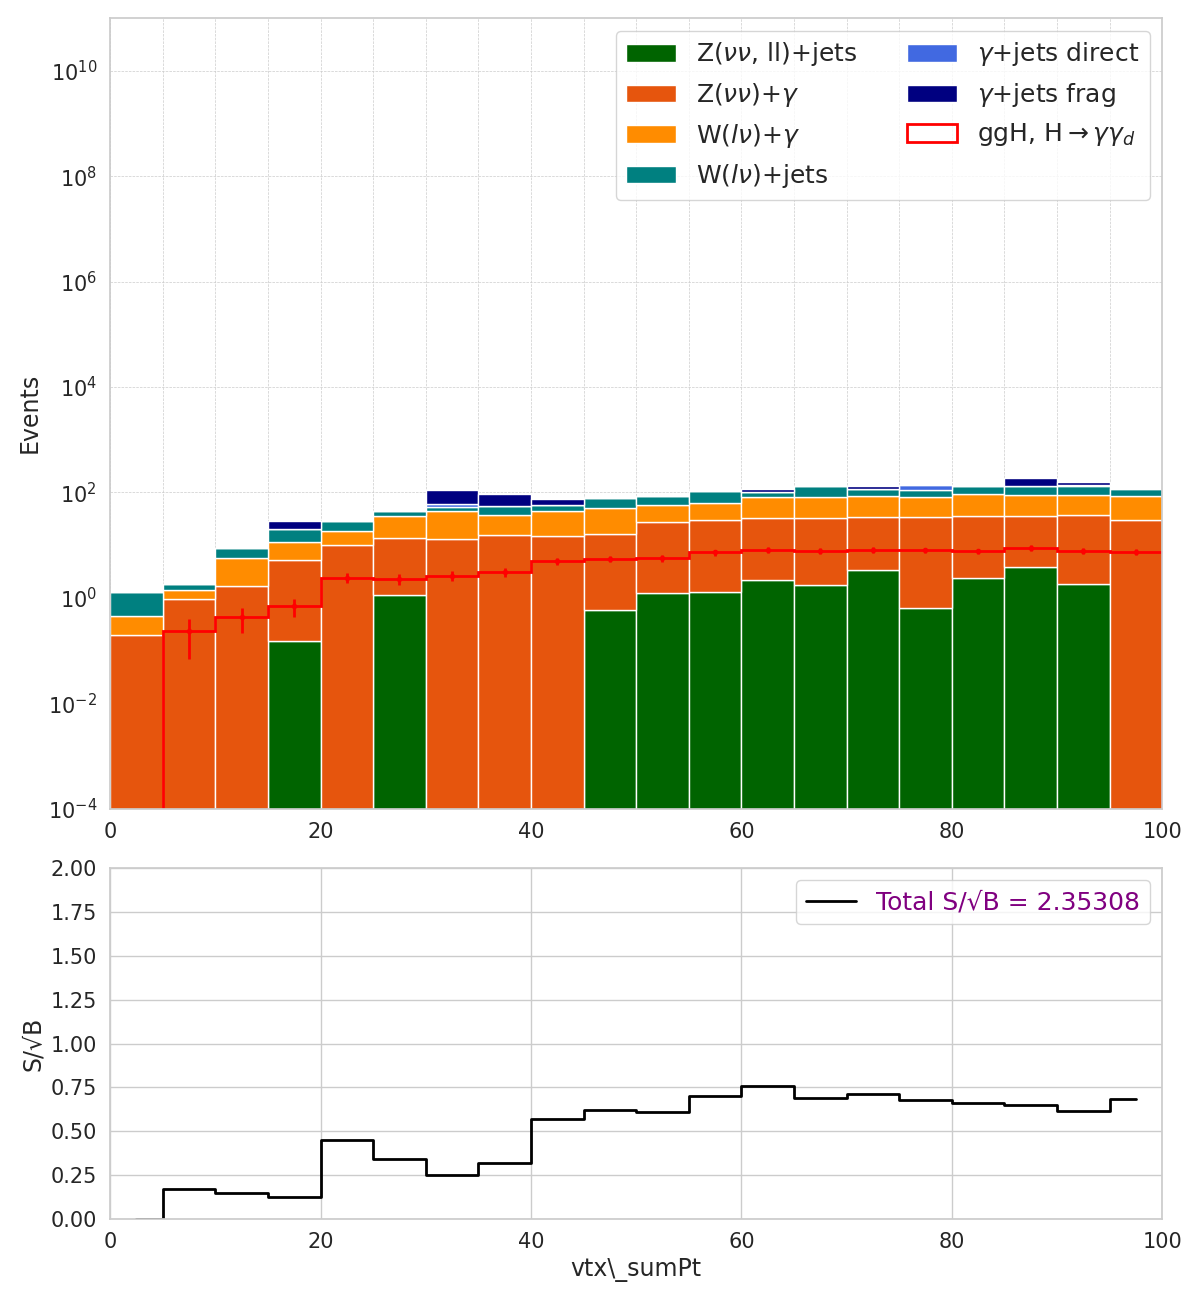 Z(νν, ll)+jets
Z(νν)+γ
W(lν)+γ
W(lν)+jets
γ+jets direct
γ+jets frag
ggH, H→γγ_d
Events
10^10
10^8
10^6
10^4
10^2
10^0
10^−2
10^−4
0 20 40 60 80 100
Total S/√B = 2.35308
S/√B
2.00
1.75
1.50
1.25
1.00
0.75
0.50
0.25
0.00
0 20 40 60 80 100
vtx\_sumPt